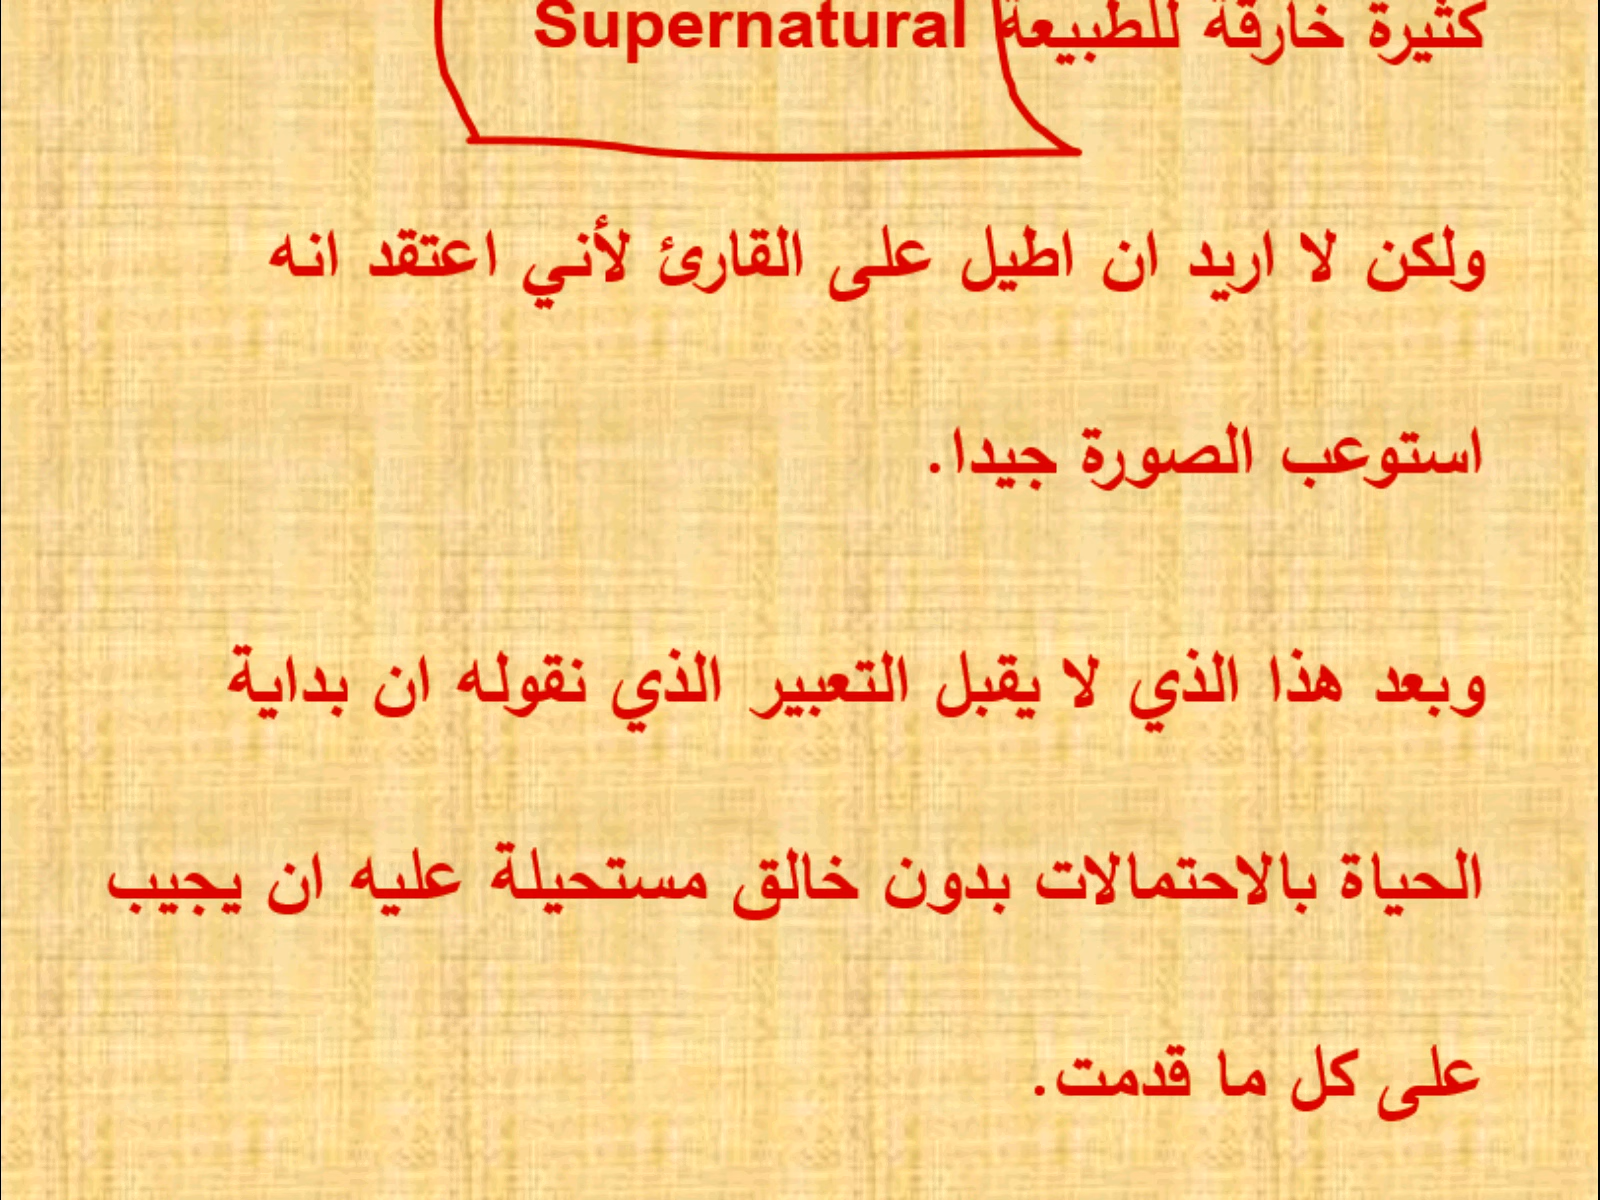 كثيرة خارقة للطبيعة Supernatural
ولكن لا اريد ان اطيل على القارئ لأني اعتقد انه
استوعب الصورة جيدا.
وبعد هذا الذي لا يقبل التعبير الذي نقوله ان بداية
الحياة بالاحتمالات بدون خالق مستحيلة عليه ان يجيب
على كل ما قدمت.